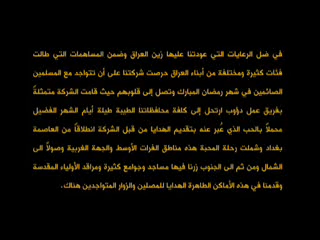 في ضل الرعايات التي عودتنا عليها زين العراق وضمن المساهمات التي طالت
فئات كثيرة ومختلفة من أبناء العراق حرصت شركتنا على أن تتواجد مع المسلمين
الصائمين في شهر رمضان المبارك وتصل إلى قلوبهم حيث قامت الشركة متمثلةً
بفريق عمل دؤوب ارتحل إلى كافة محافظاتنا الطيبة طيلة أيام الشهر الفضيل
محملاً بالحب الذي عُبر عنه بتقديم الهدايا من قبل الشركة انطلاقاً من العاصمة
بغداد وشملت رحلة المحبة هذه مناطق الفرات الأوسط والجهة الغربية وصولاً الى
الشمال ومن ثم الى الجنوب زرنا فيها مساجد وجوامع كثيرة ومراقد الأولياء المقدسة
وقدمنا في هذه الأماكن الطاهرة الهدايا للمصلين والزوار المتواجدين هناك.